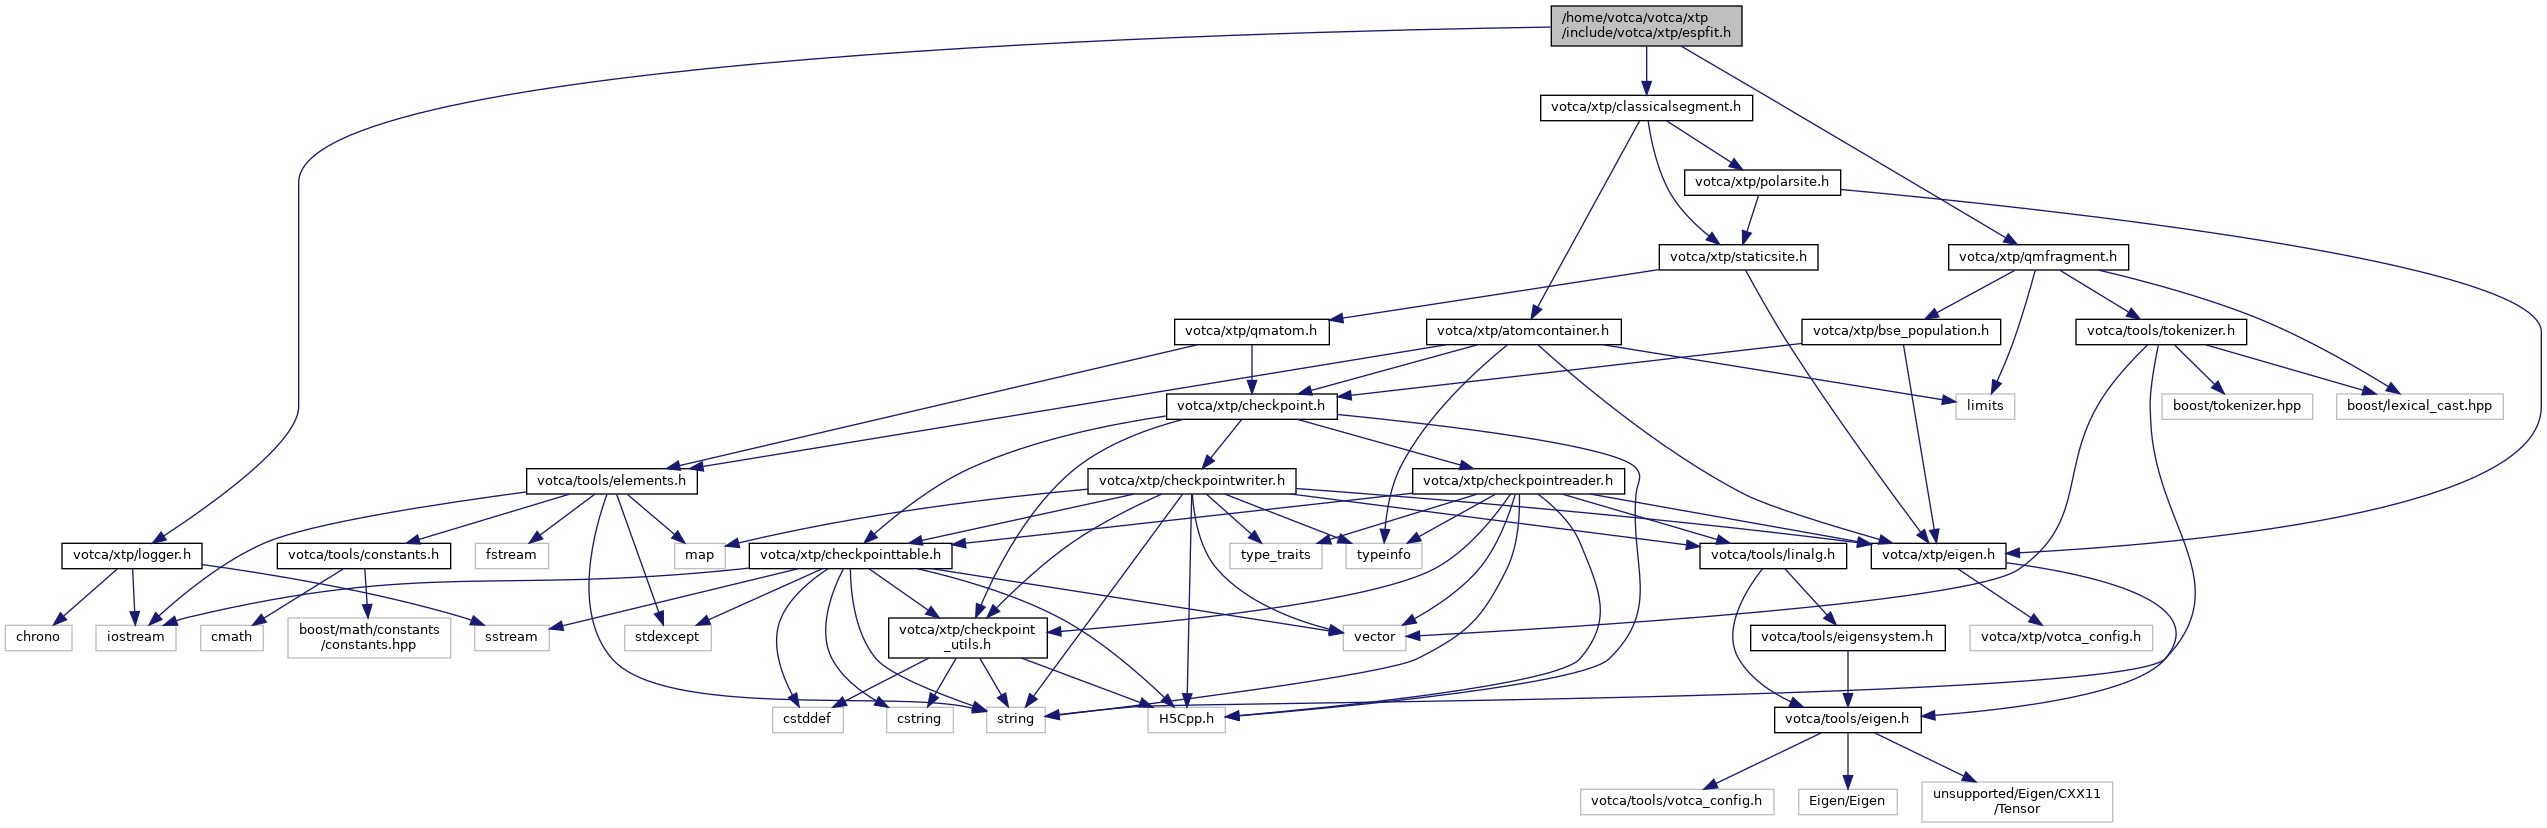 /home/votca/votca/xtp
/include/votca/xtp/espfit.h
votca/xtp/classicalsegment.h
votca/xtp/polarsite.h
votca/xtp/staticsite.h
votca/xtp/qmfragment.h
votca/xtp/qmatom.h
votca/xtp/atomcontainer.h
votca/xtp/bse_population.h
votca/tools/tokenizer.h
votca/xtp/checkpoint.h
limits
boost/tokenizer.hpp
boost/lexical_cast.hpp
votca/tools/elements.h
votca/xtp/checkpointwriter.h
votca/xtp/checkpointreader.h
votca/xtp/logger.h
votca/tools/constants.h
fstream
map
votca/xtp/checkpointtable.h
type_traits
typeinfo
votca/tools/linalg.h
votca/xtp/eigen.h
chrono
iostream
cmath
boost/math/constants
/constants.hpp
sstream
stdexcept
votca/xtp/checkpoint
_utils.h
vector
votca/tools/eigensystem.h
votca/xtp/votca_config.h
cstddef
cstring
string
H5Cpp.h
votca/tools/eigen.h
votca/tools/votca_config.h
Eigen/Eigen
unsupported/Eigen/CXX11
/Tensor